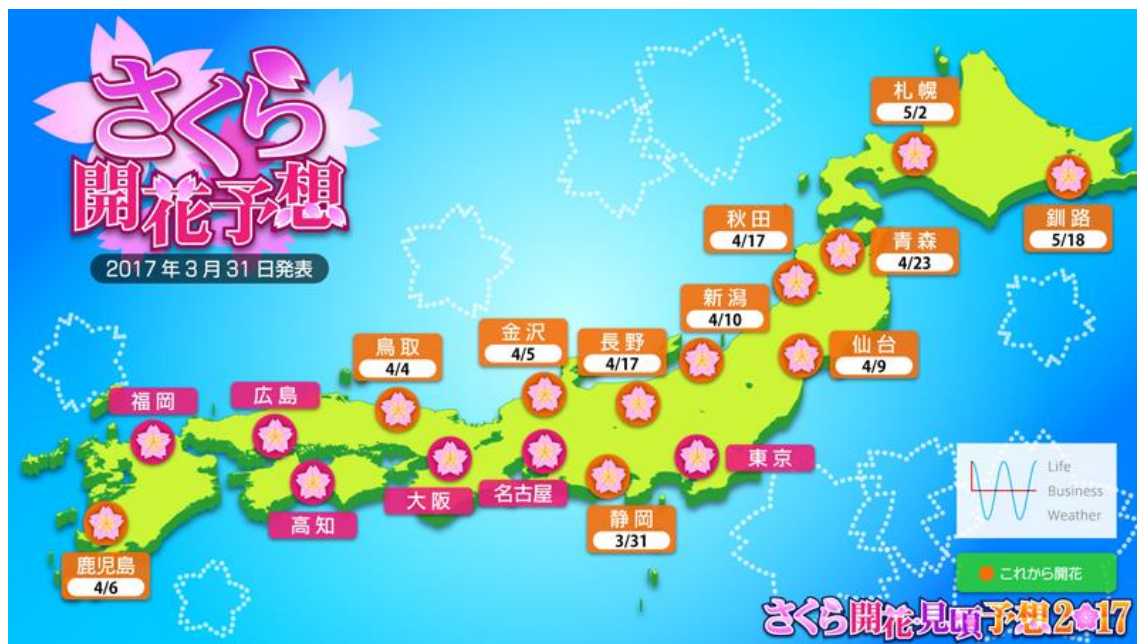 さくら
開花予想
2017年3月31日発表
札幌
5/2
釧路
5/18
秋田
4/17
青森
4/23
新潟
4/10
仙台
4/9
金沢
4/5
長野
4/17
鳥取
4/4
福岡
広島
高知
大阪
名古屋
静岡
3/31
東京
鹿児島
4/6
Life
Business
Weather
これから開花
さくら開花・見頃予想2017